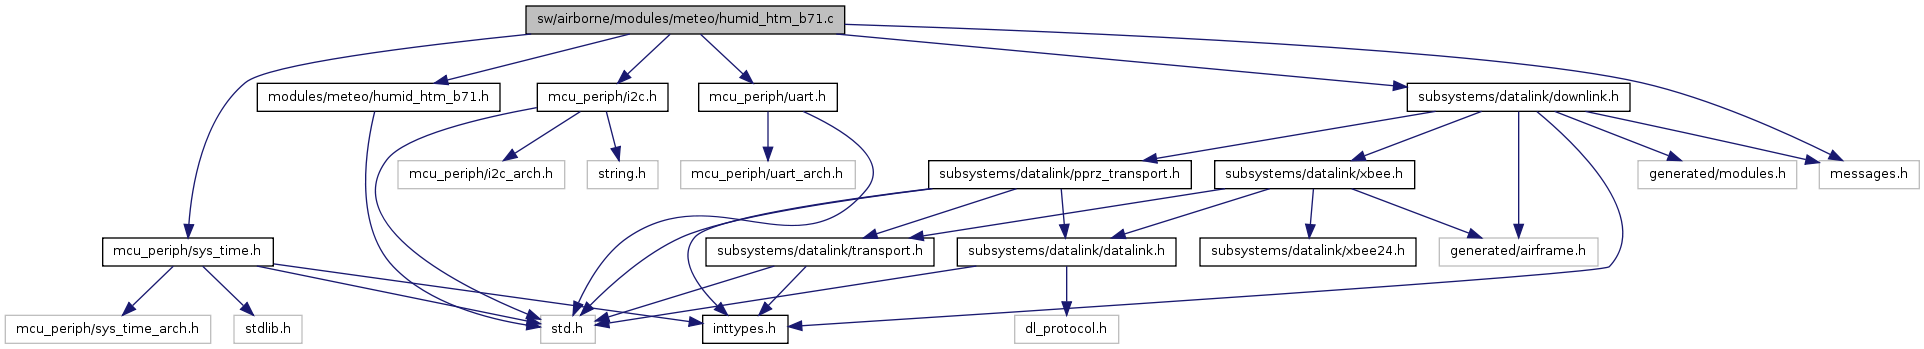 sw/airborne/modules/meteo/humid_htm_b71.c
modules/meteo/humid_htm_b71.h
mcu_periph/i2c.h
mcu_periph/uart.h
subsystems/datalink/downlink.h
mcu_periph/i2c_arch.h
string.h
mcu_periph/uart_arch.h
subsystems/datalink/pprz_transport.h
subsystems/datalink/xbee.h
generated/modules.h
messages.h
mcu_periph/sys_time.h
subsystems/datalink/transport.h
subsystems/datalink/datalink.h
subsystems/datalink/xbee24.h
generated/airframe.h
mcu_periph/sys_time_arch.h
stdlib.h
std.h
inttypes.h
dl_protocol.h